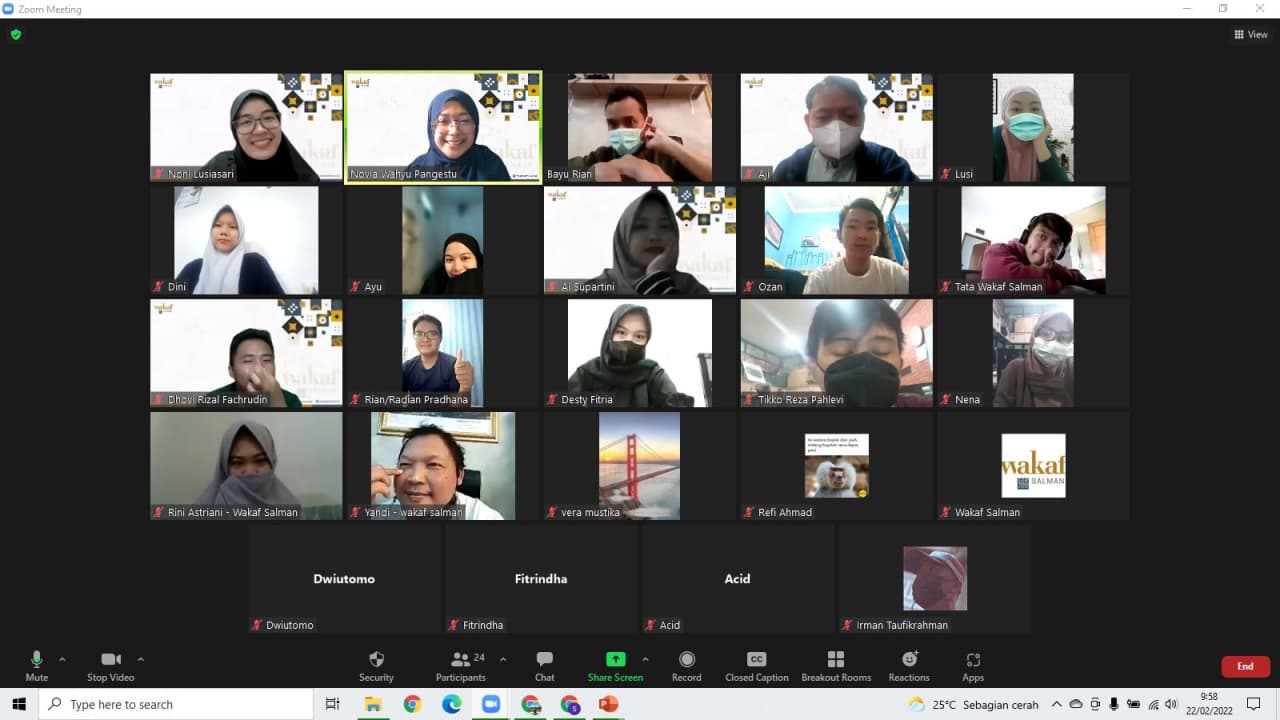 Zoom Meeting
View
wakaf
Noni Lusiasari
wakaf
Novia Wahyu Pangestu
Bayu Rian
wakaf
Aji
Lusi
Dini
Ayu
wakaf
Ai Supartini
Ozan
Tata Wakaf Salman
wakaf
Dhovi Rizal Fachrudin
Rian/Radian Pradhana
Desty Fitria
Tikko Reza Pahlevi
Nena
Rini Astriani - Wakaf Salman
Yandi - wakaf salman
vera mustika
Refi Ahmad
wakaf
SALMAN
Wakaf Salman
Dwiutomo
Dwiutomo
Fitrindha
Fitrindha
Acid
Acid
Irman Taufikrahman
Mute
Stop Video
Security
Participants 24
Chat
Share Screen
Record
CC
Closed Caption
Breakout Rooms
Reactions
Apps
End
Type here to search
25°C Sebagian cerah
9:58
22/02/2022